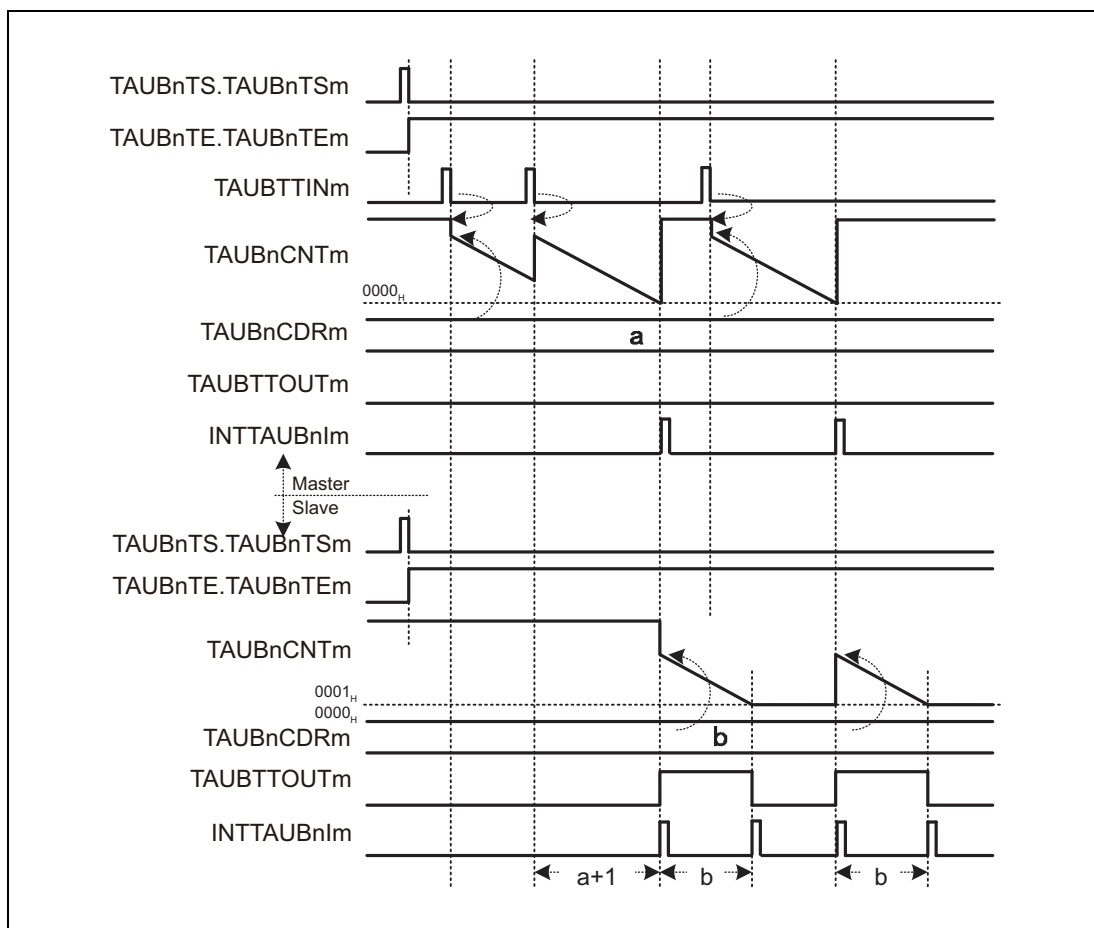 TAUBnTS.TAUBnTSm
TAUBnTE.TAUBnTEm
TAUBTTINm
TAUBnCNTm
0000H
TAUBnCDRm
a
TAUBTTOUTm
INTTAUBnIm
Master
Slave
TAUBnTS.TAUBnTSm
TAUBnTE.TAUBnTEm
TAUBnCNTm
0001H
0000H
TAUBnCDRm
b
TAUBTTOUTm
INTTAUBnIm
a+1 b b